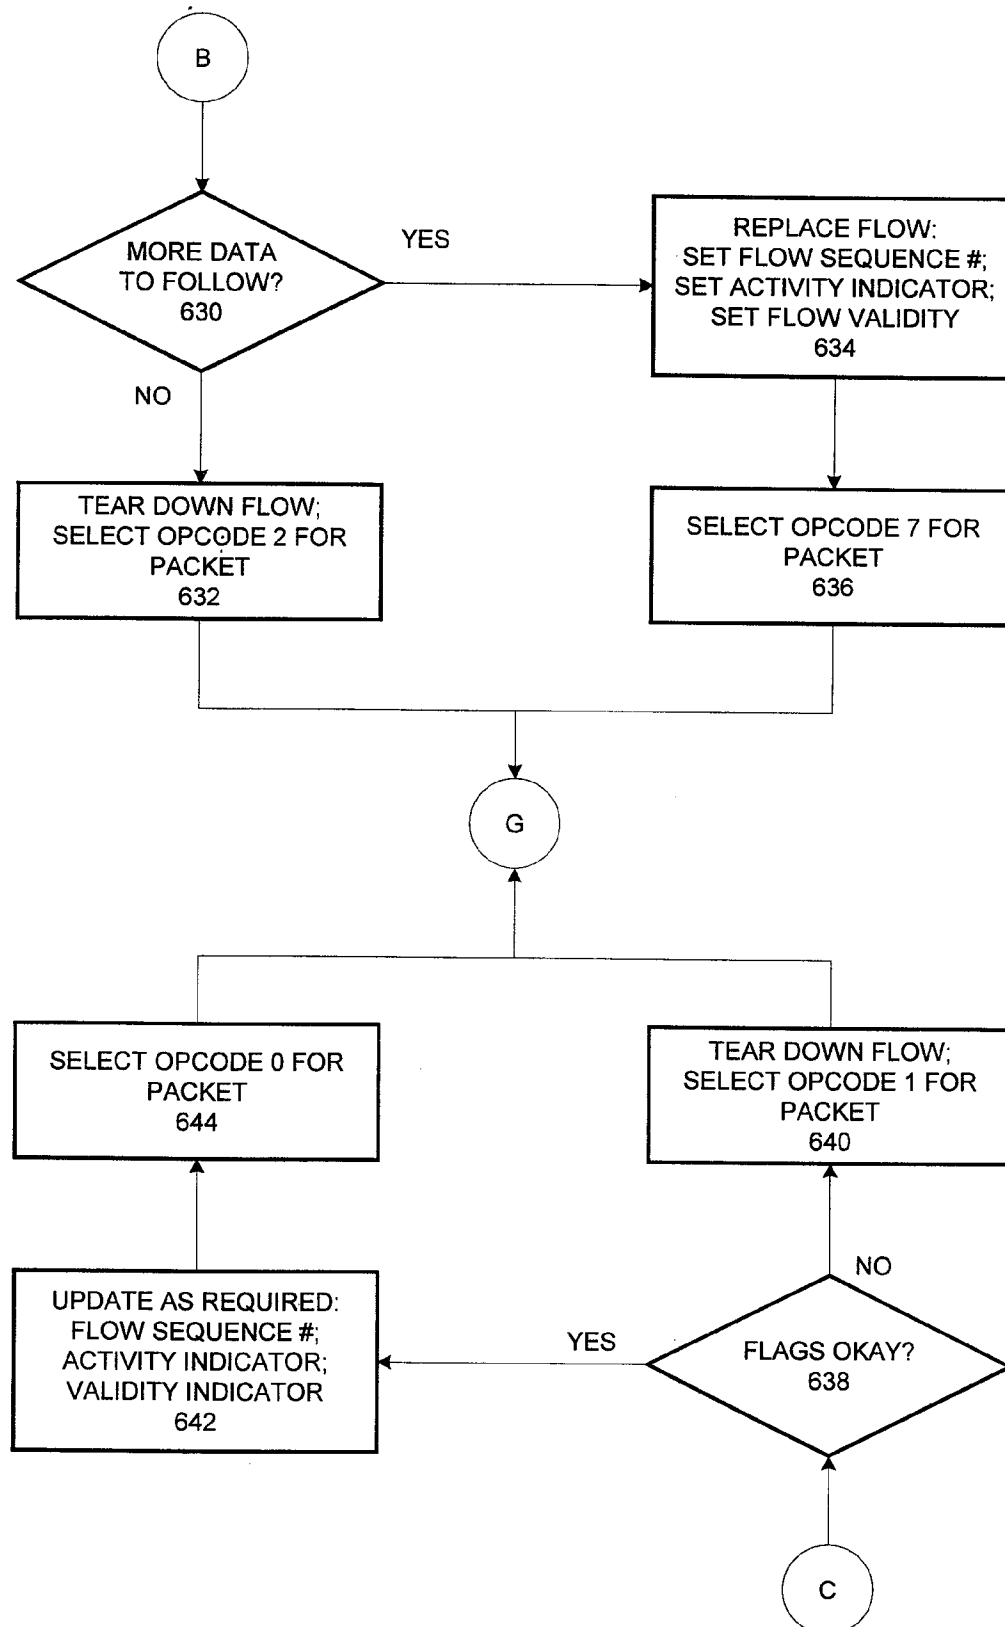 B
MORE DATA
TO FOLLOW?
630
YES
NO
REPLACE FLOW:
SET FLOW SEQUENCE #;
SET ACTIVITY INDICATOR;
SET FLOW VALIDITY
634
TEAR DOWN FLOW;
SELECT OPCODE 2 FOR
PACKET
632
SELECT OPCODE 7 FOR
PACKET
636
G
SELECT OPCODE 0 FOR
PACKET
644
TEAR DOWN FLOW;
SELECT OPCODE 1 FOR
PACKET
640
UPDATE AS REQUIRED:
FLOW SEQUENCE #;
ACTIVITY INDICATOR;
VALIDITY INDICATOR
642
YES
NO
FLAGS OKAY?
638
C